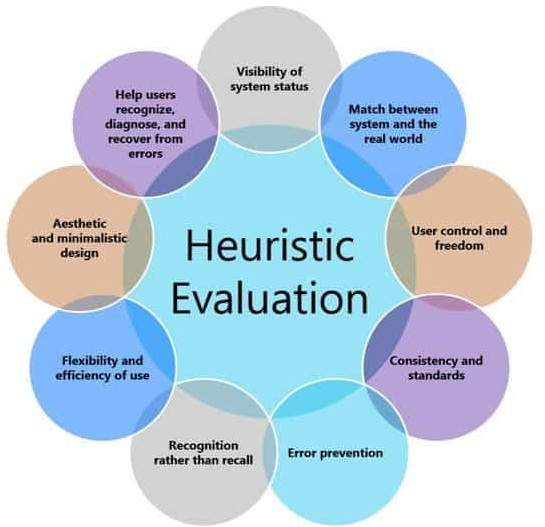 Heuristic
Evaluation
Visibility of
system status
Match between
system and the
real world
User control and
freedom
Consistency and
standards
Error prevention
Recognition
rather than recall
Flexibility and
efficiency of use
Aesthetic
and minimalistic
design
Help users
recognize,
diagnose, and
recover from
errors